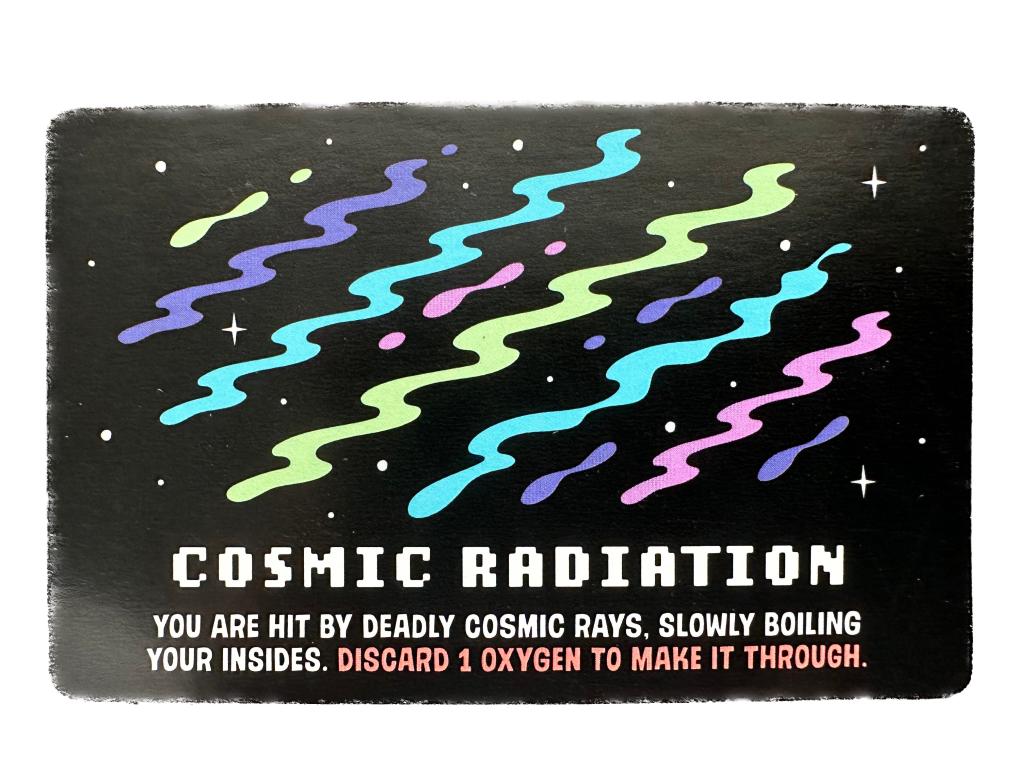 COSMIC RADIATION
YOU ARE HIT BY DEADLY COSMIC RAYS, SLOWLY BOILING
YOUR INSIDES. DISCARD 1 OXYGEN TO MAKE IT THROUGH.